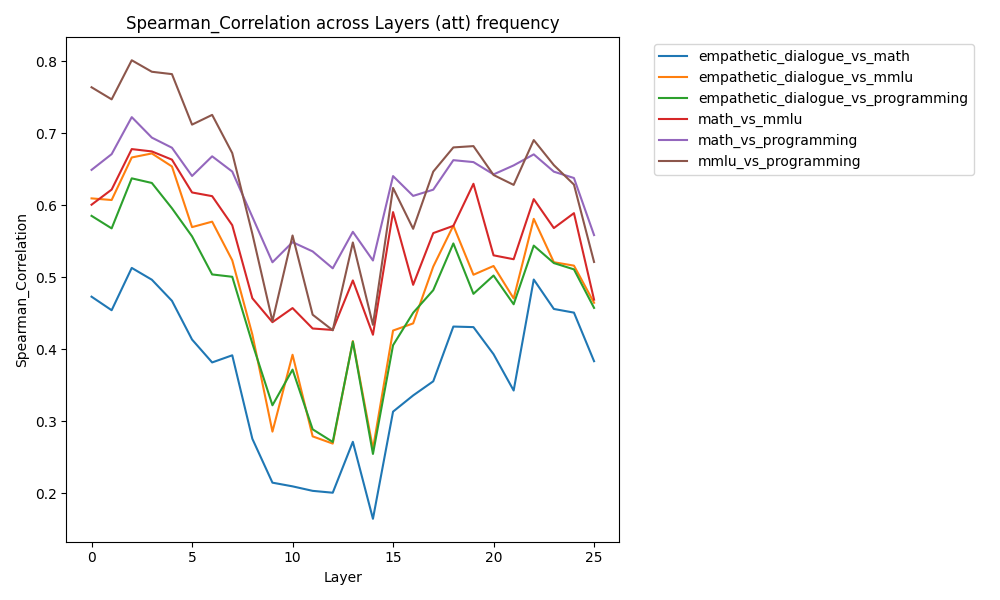 Spearman_Correlation across Layers (att) frequency
empathetic_dialogue_vs_math
empathetic_dialogue_vs_mmlu
empathetic_dialogue_vs_programming
math_vs_mmlu
math_vs_programming
mmlu_vs_programming
Spearman_Correlation
0.8
0.7
0.6
0.5
0.4
0.3
0.2
0 5 10 15 20 25
Layer